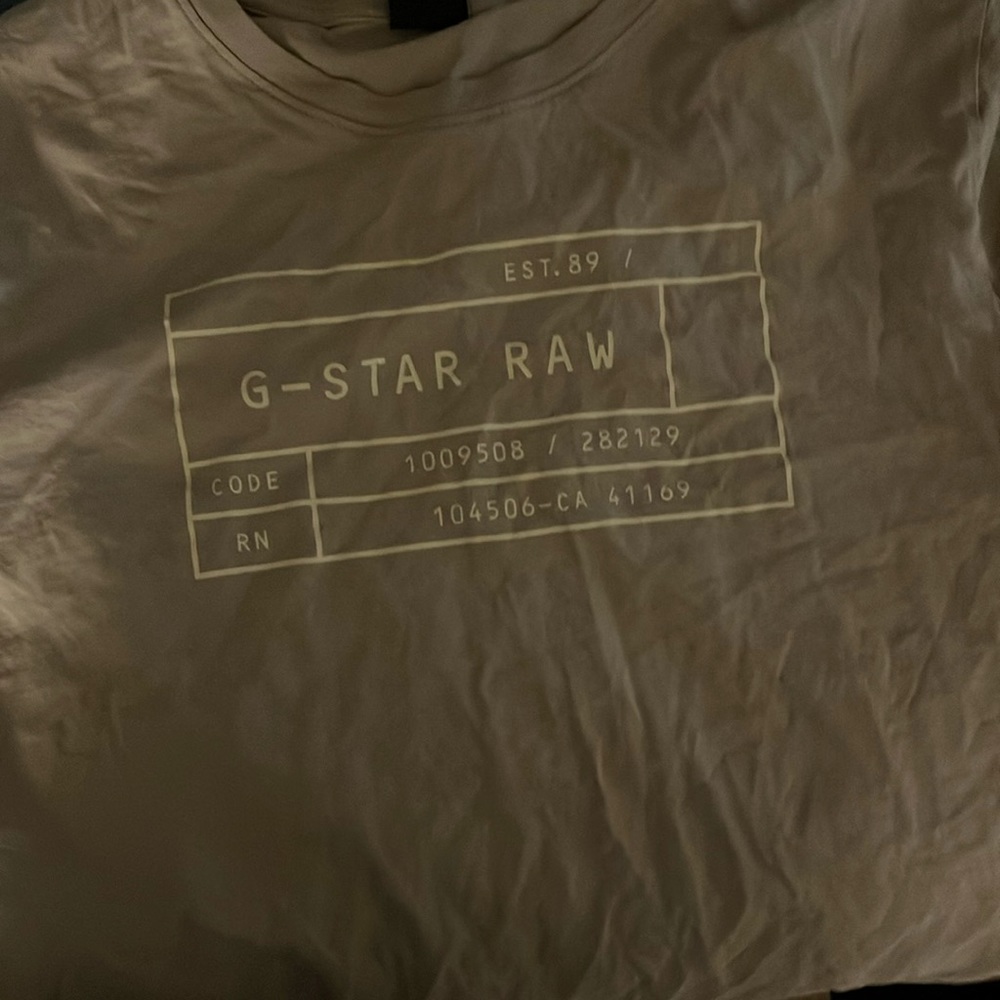 EST.89 /
G-STAR RAW
CODE 1009508 / 282129
RN 104506-CA 41169